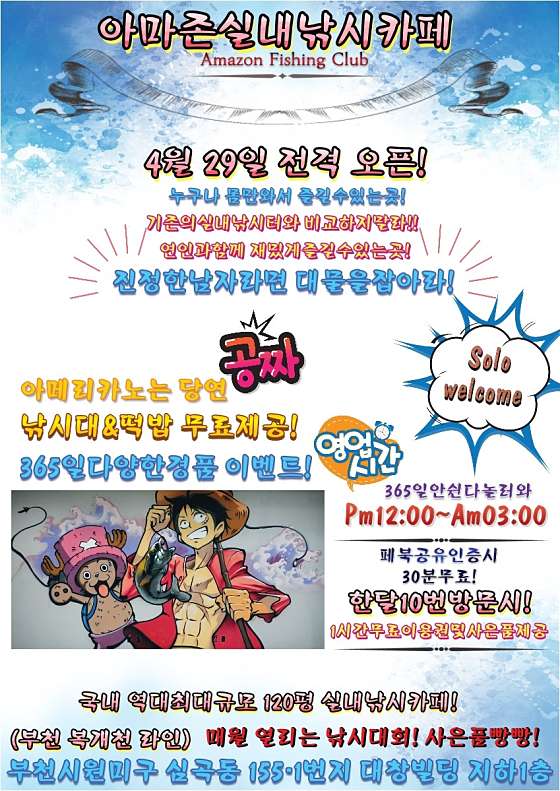 아마존실내낚시카페
Amazon Fishing Club
4월 29일 전격 오픈!
누구나 몸만와서 즐길수있는곳!
기존의실내낚시터와 비고하지말라!!
연인과함께 재밌게즐길수있는곳!
진정한남자라면 대물을잡아라!
Solo
welcome
공짜
아메리카노는 당연
낚시대&떡밥 무료제공!
365일다양한경품 이벤트!
영업
시간
365일안쉰다놀러와
Pm12:00~Am03:00
페북공유인증시
30분무료!
한달10번방문시!
1시간무료이용권및사은품제공
국내 역대최대규모 120평 실내낚시카페!
(부천 복개천 라인) 매월 열리는 낚시대회! 사은품빵빵!
부천시원미구 심곡동 155-1번지 대창빌딩 지하1층